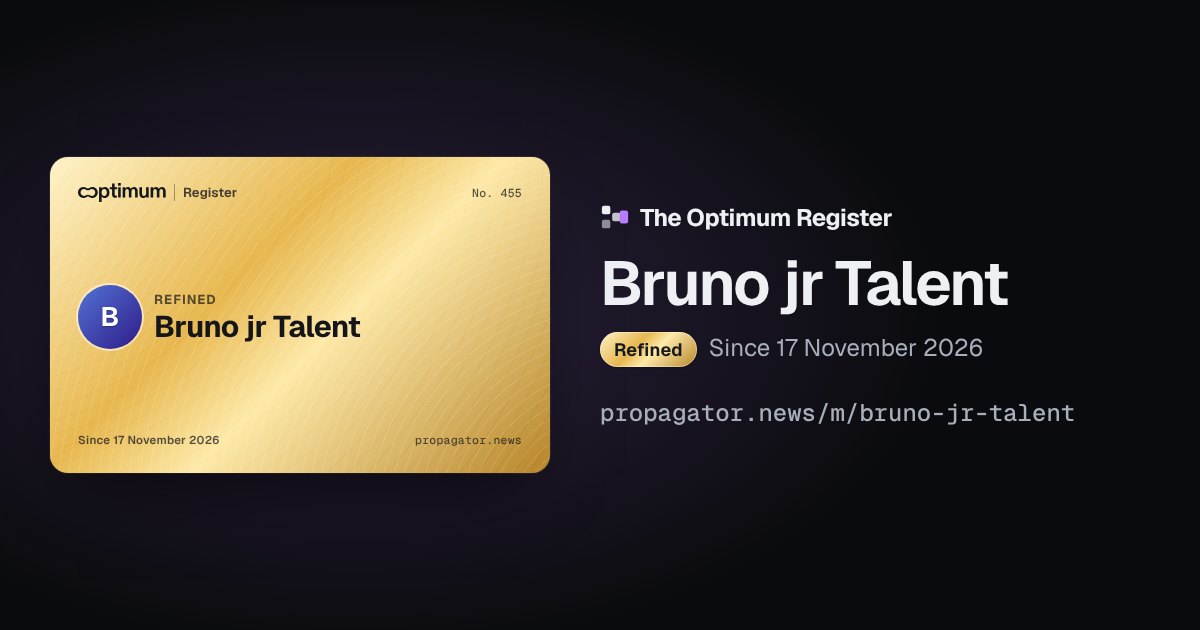 optimum | Register
No. 455
REFINED
B
Bruno jr Talent
Since 17 November 2026
propagator.news
The Optimum Register
Bruno jr Talent
Refined
Since 17 November 2026
propagator.news/m/bruno-jr-talent